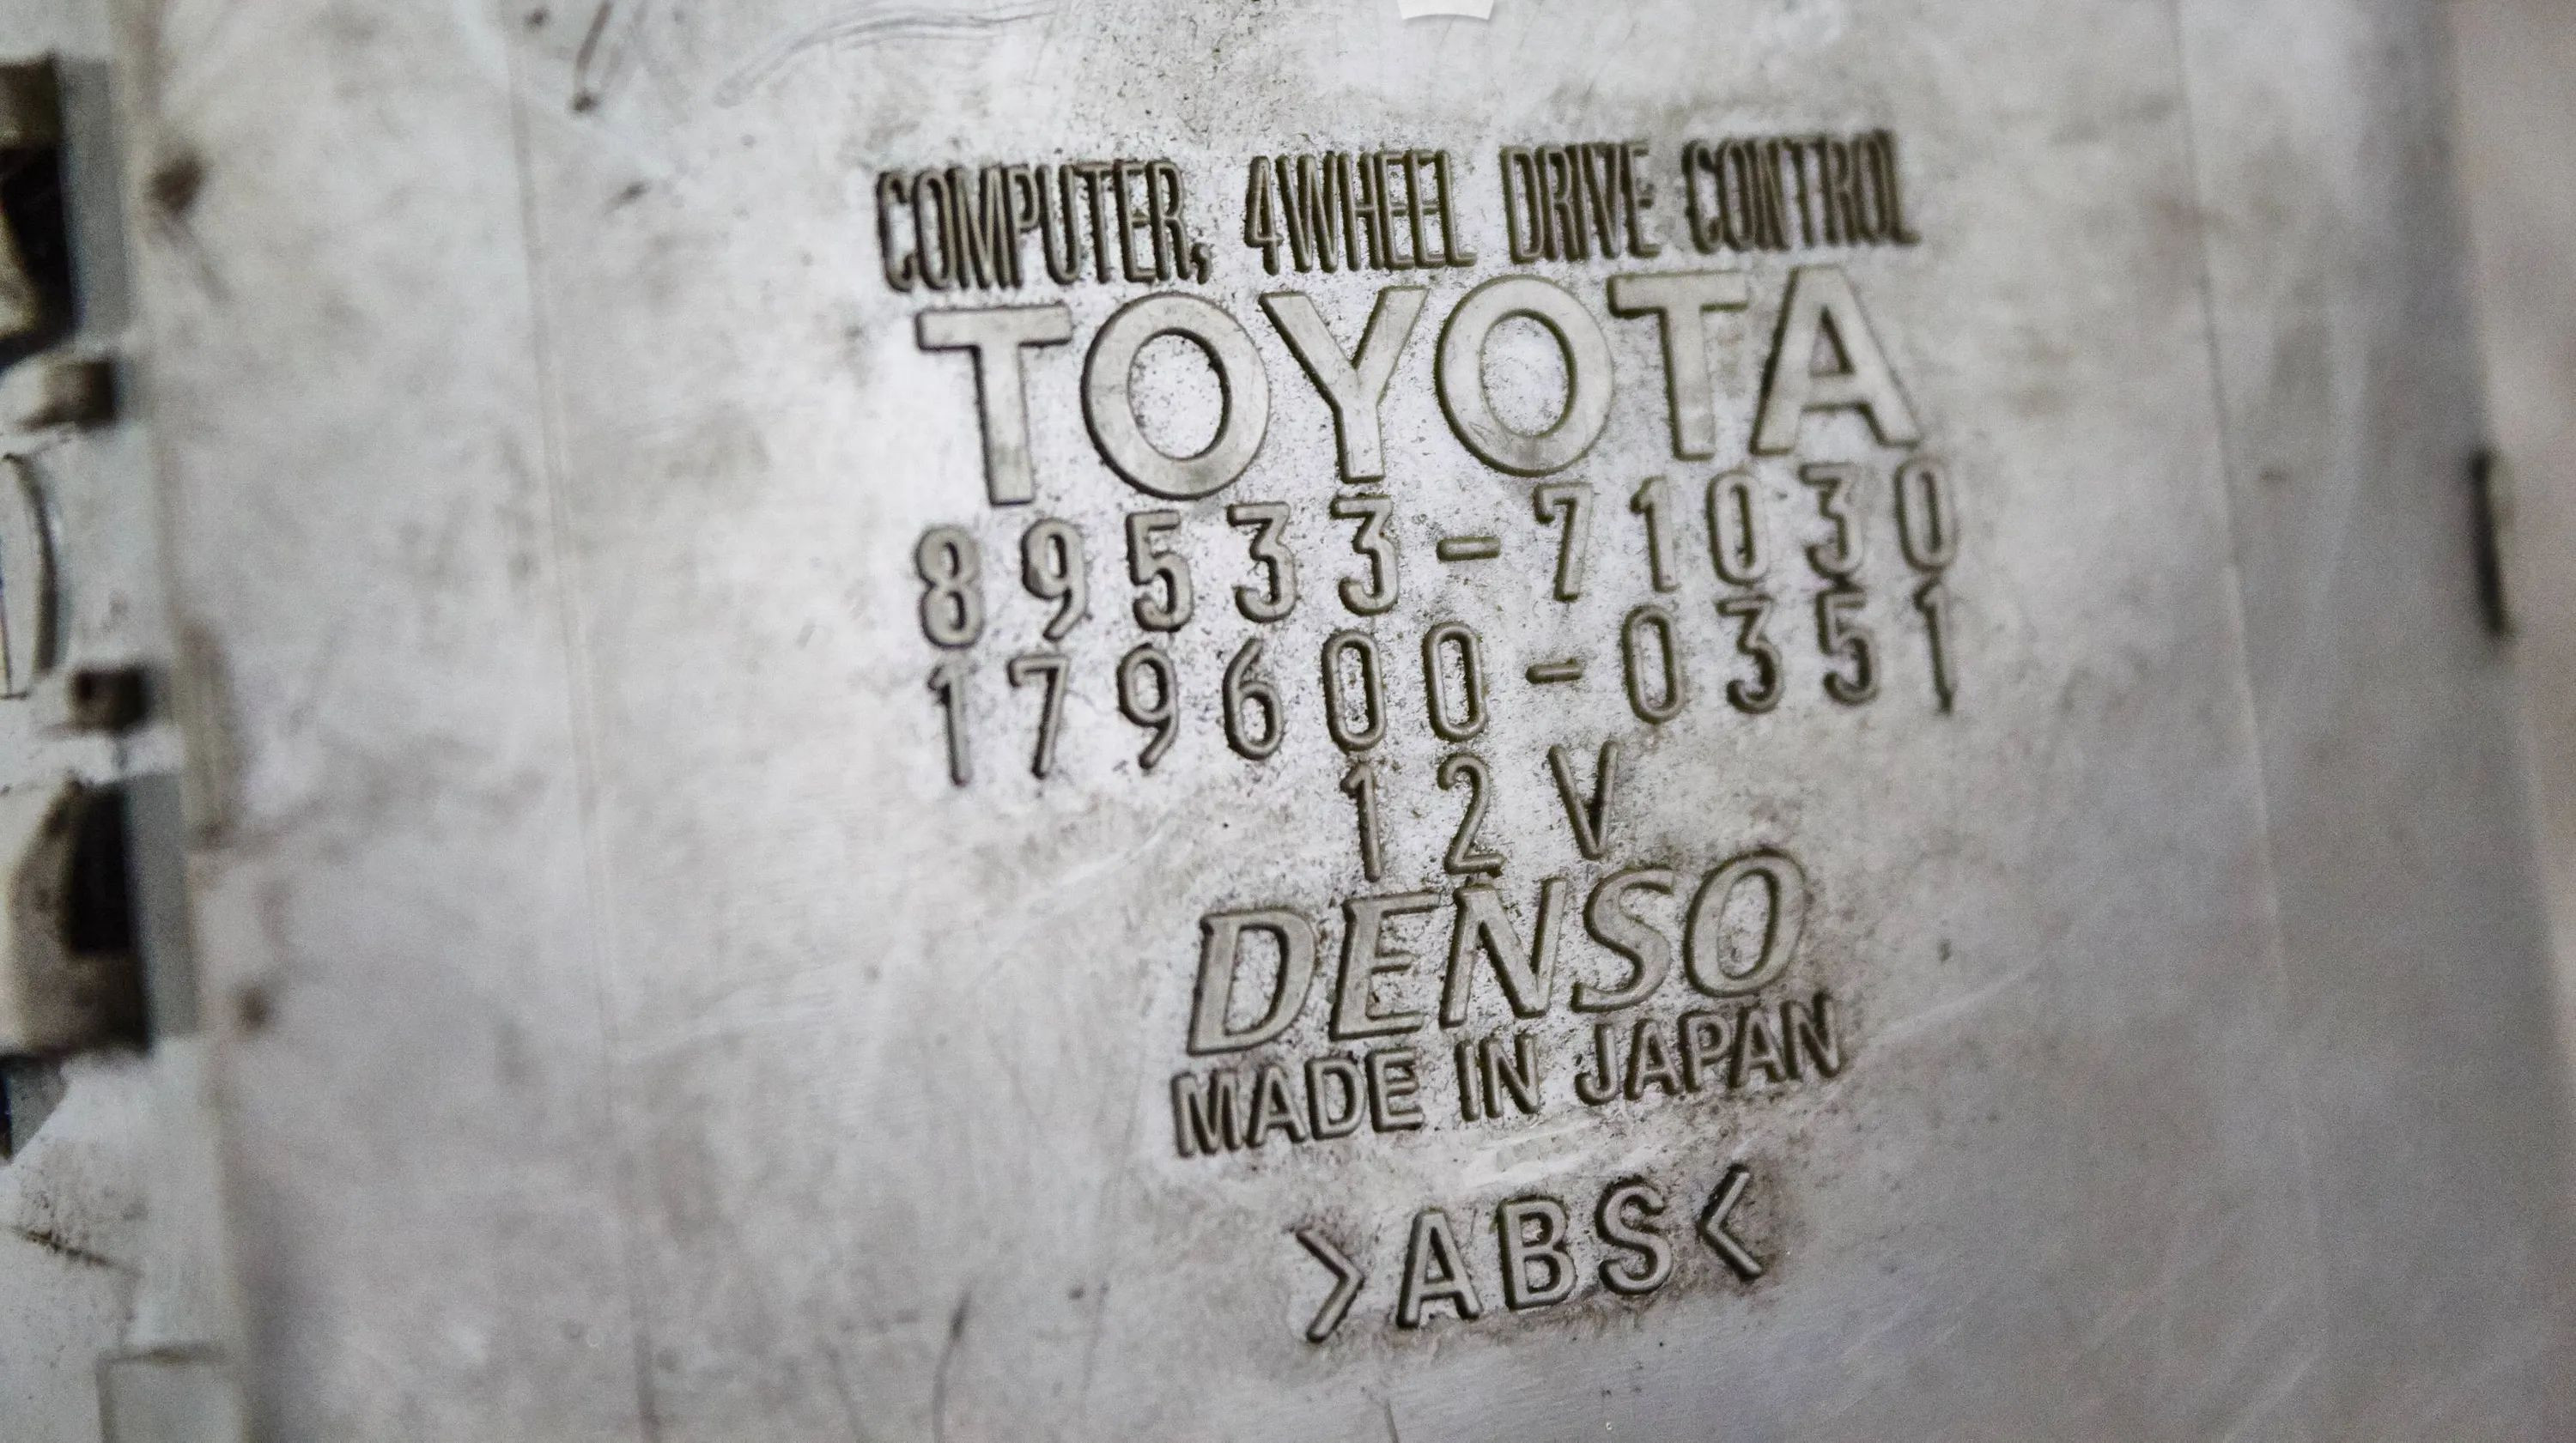 COMPUTER, 4WHEEL DRIVE CONTROL
TOYOTA
89533-71030
179600-0351
12V
DENSO
MADE IN JAPAN
>ABS<